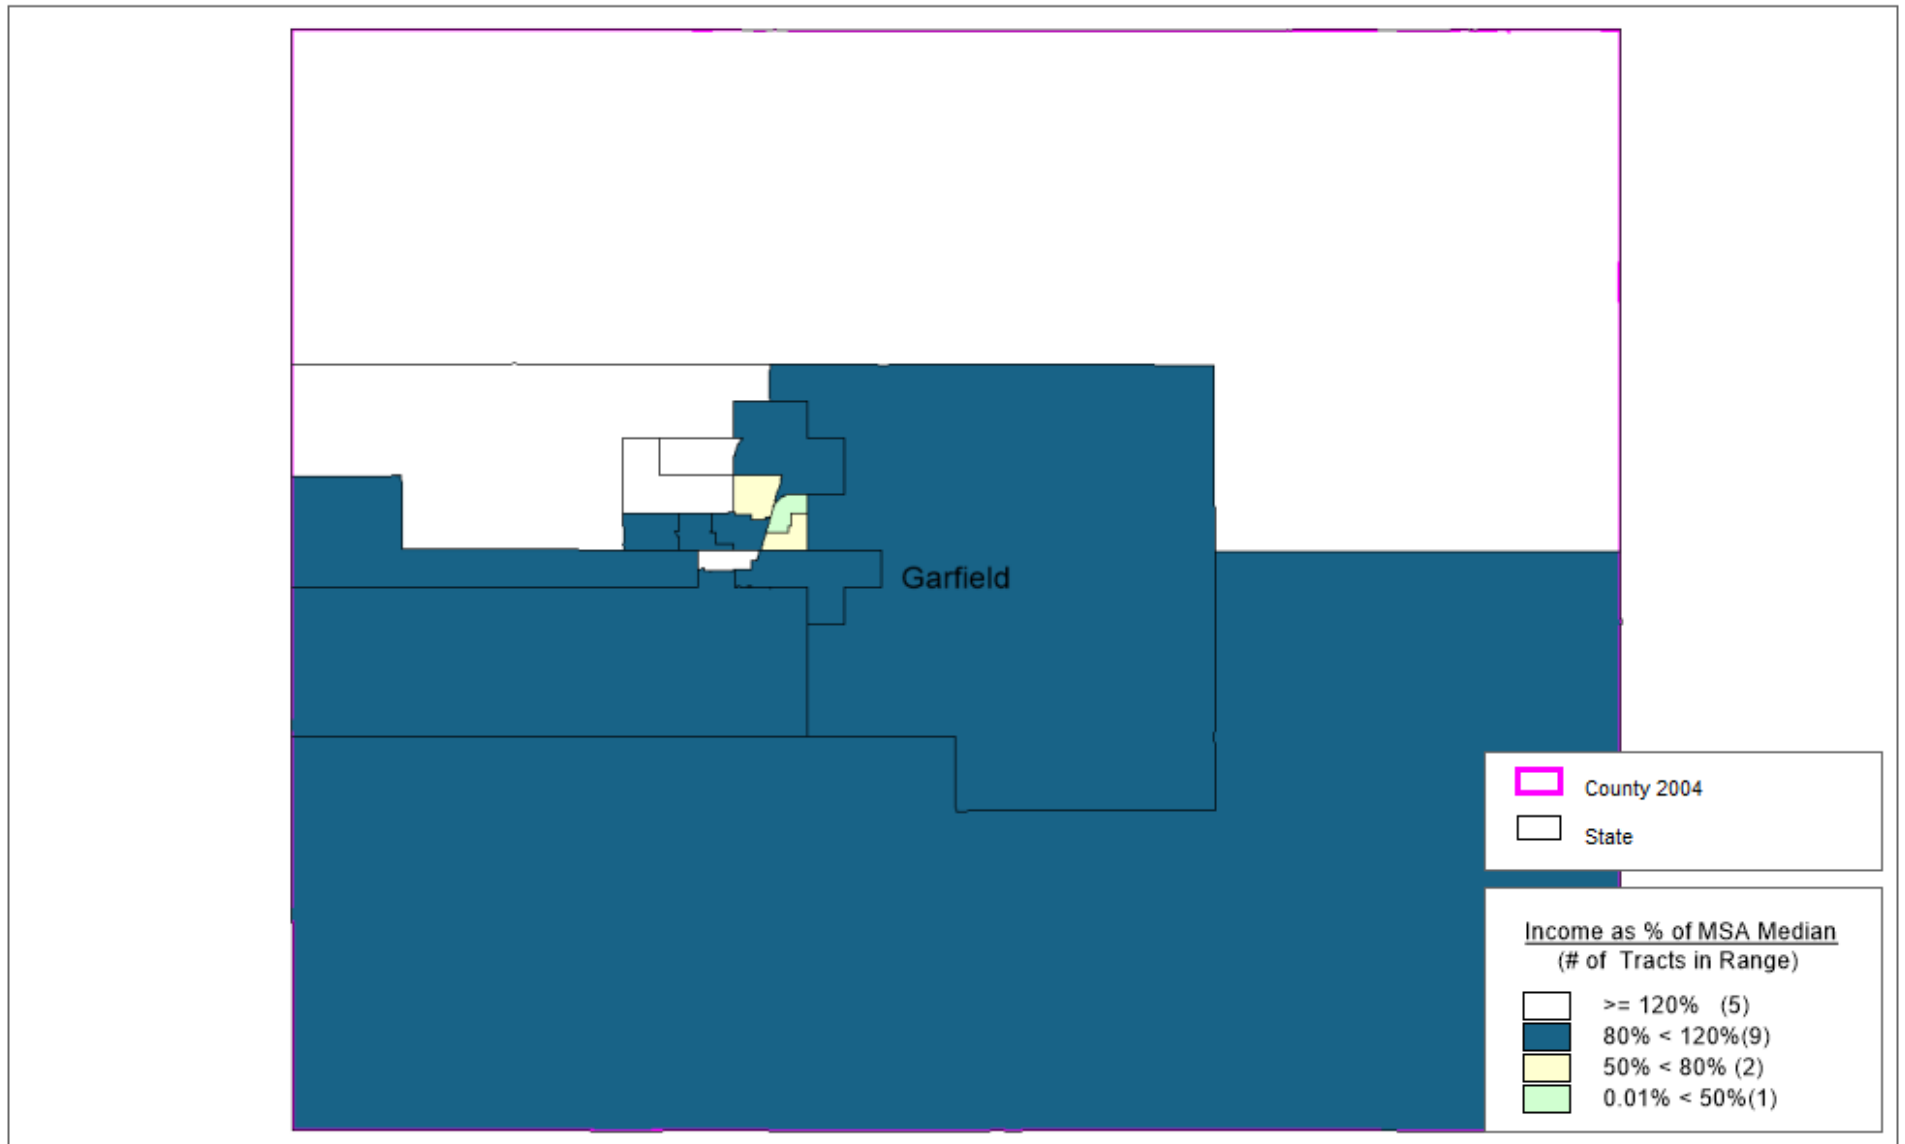 Garfield
County 2004
State
Income as % of MSA Median
(# of Tracts in Range)
>= 120% (5)
80% < 120%(9)
50% < 80% (2)
0.01% < 50%(1)